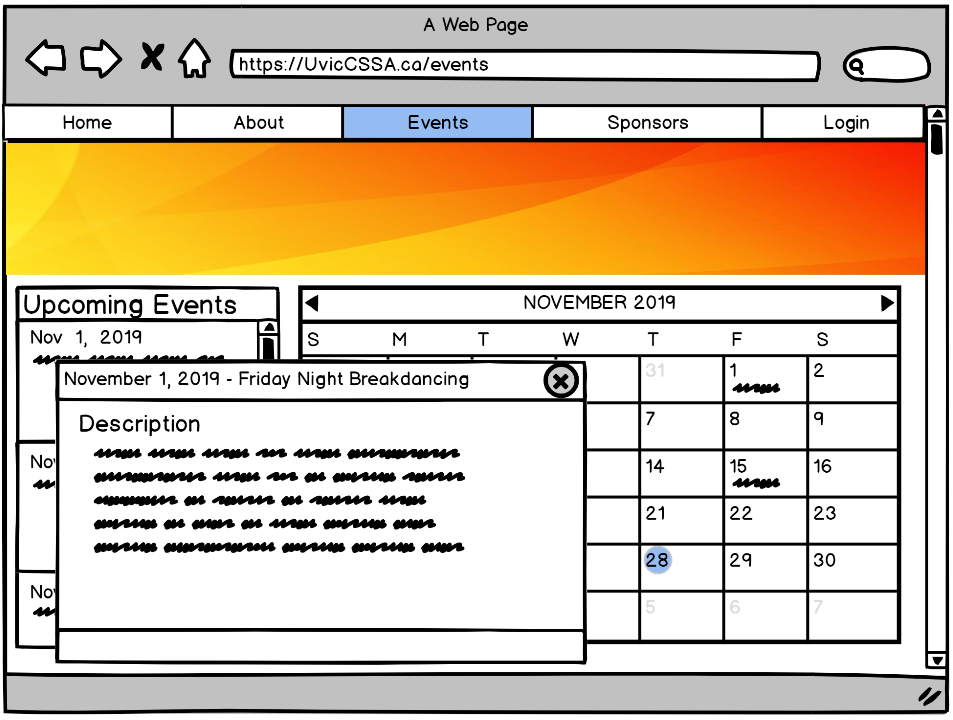 A Web Page
https://UvicCSSA.ca/events
Home About Events Sponsors Login
Upcoming Events
Nov 1, 2019
No
No
NOVEMBER 2019
S M T W T F S
31 1 2
7 8 9
14 15 16
21 22 23
28 29 30
5 6 7
November 1, 2019 - Friday Night Breakdancing
Description